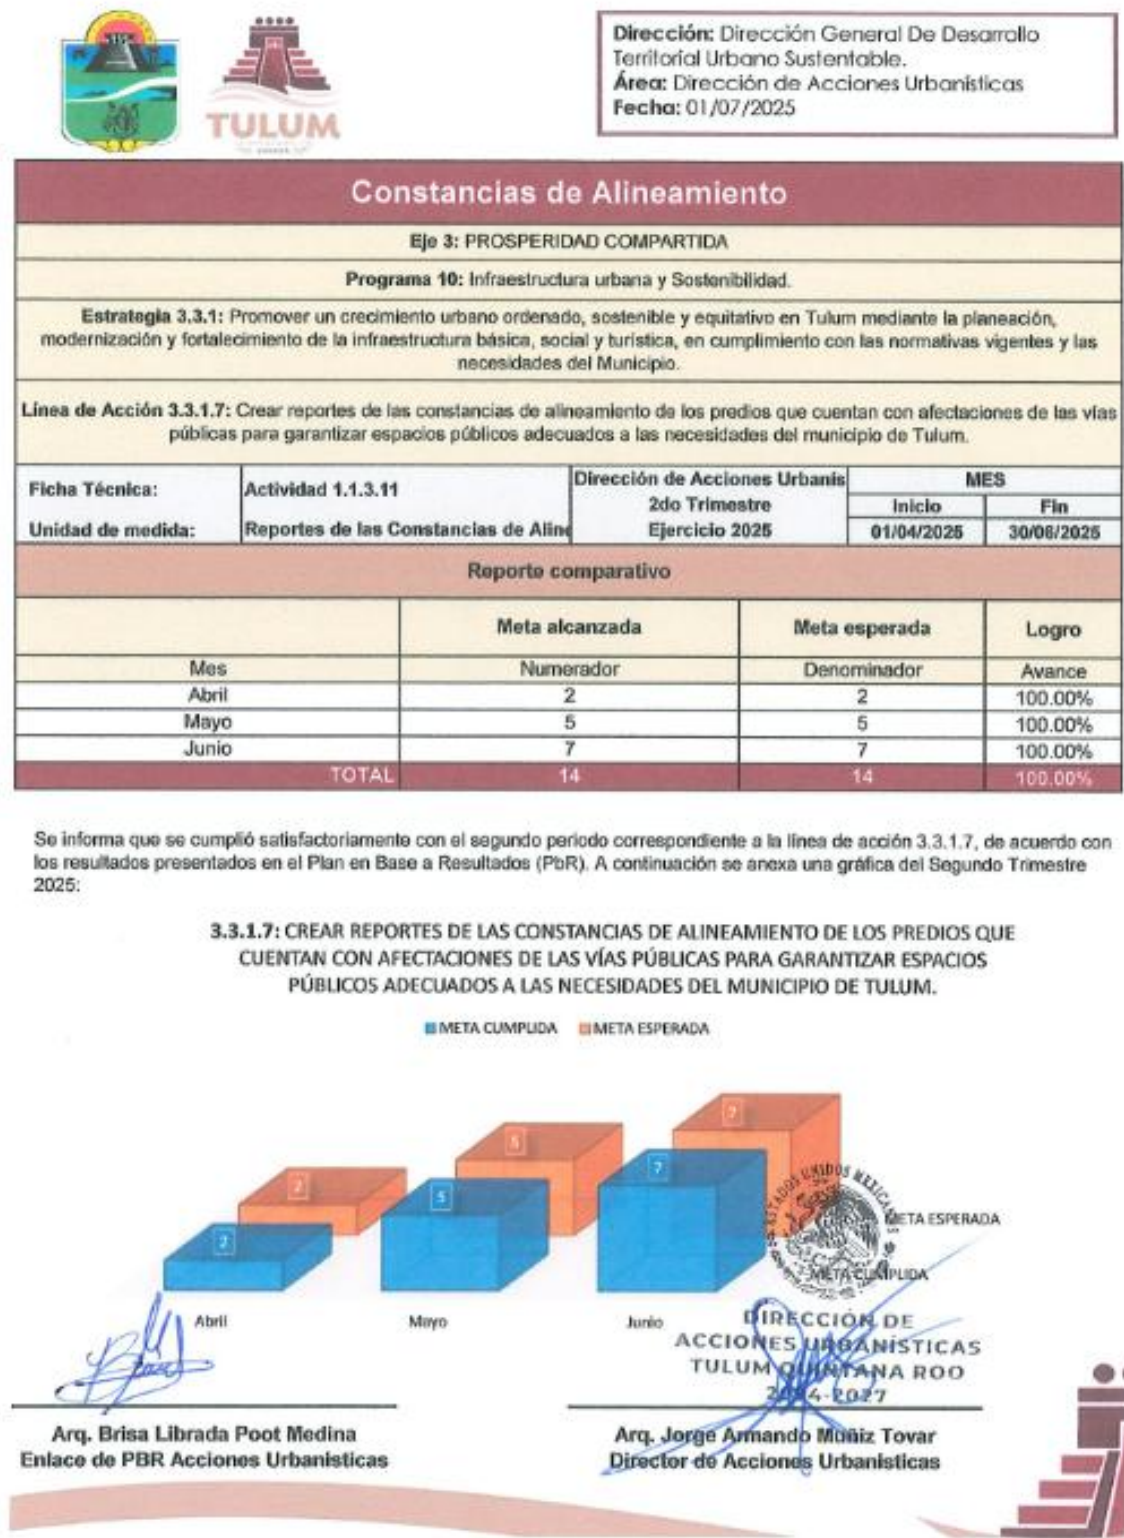 TULUM
Dirección: Dirección General De Desarrollo
Territorial Urbano Sustentable.
Área: Dirección de Acciones Urbanísticas
Fecha: 01/07/2025
Constancias de Alineamiento
Eje 3: PROSPERIDAD COMPARTIDA
Programa 10: Infraestructura urbana y Sostenibilidad.
Estrategia 3.3.1: Promover un crecimiento urbano ordenado, sostenible y equitativo en Tulum mediante la planeación,
modernización y fortalecimiento de la infraestructura básica, social y turística, en cumplimiento con las normativas vigentes y las
necesidades del Municipio.
Línea de Acción 3.3.1.7: Crear reportes de las constancias de alineamiento de los predios que cuentan con afectaciones de las vías
públicas para garantizar espacios públicos adecuados a las necesidades del municipio de Tulum.
Ficha Técnica: Actividad 1.1.3.11 Dirección de Acciones Urbanis MES
2do Trimestre Inicio Fin
Unidad de medida: Reportes de las Constancias de Aline Ejercicio 2025 01/04/2025 30/06/2025
Reporte comparativo
Meta alcanzada Meta esperada Logro
Mes Numerador Denominador Avance
Abril 2 2 100.00%
Mayo 5 5 100.00%
Junio 7 7 100.00%
TOTAL 14 14 100.00%
Se informa que se cumplió satisfactoriamente con el segundo periodo correspondiente a la línea de acción 3.3.1.7, de acuerdo con
los resultados presentados en el Plan en Base a Resultados (PbR). A continuación se anexa una gráfica del Segundo Trimestre
2025:
3.3.1.7: CREAR REPORTES DE LAS CONSTANCIAS DE ALINEAMIENTO DE LOS PREDIOS QUE
CUENTAN CON AFECTACIONES DE LAS VÍAS PÚBLICAS PARA GARANTIZAR ESPACIOS
PÚBLICOS ADECUADOS A LAS NECESIDADES DEL MUNICIPIO DE TULUM.
META CUMPLIDA META ESPERADA
2 5 7
2 5 7
ESTADOS UNIDOS MEXICANOS
META ESPERADA
META CUMPLIDA
Abril Mayo Junio
DIRECCIÓN DE
ACCIONES URBANÍSTICAS
TULUM QUINTANA ROO
2024-2027
Arq. Brisa Librada Poot Medina
Enlace de PBR Acciones Urbanisticas
Arq. Jorge Armando Muñiz Tovar
Director de Acciones Urbanisticas